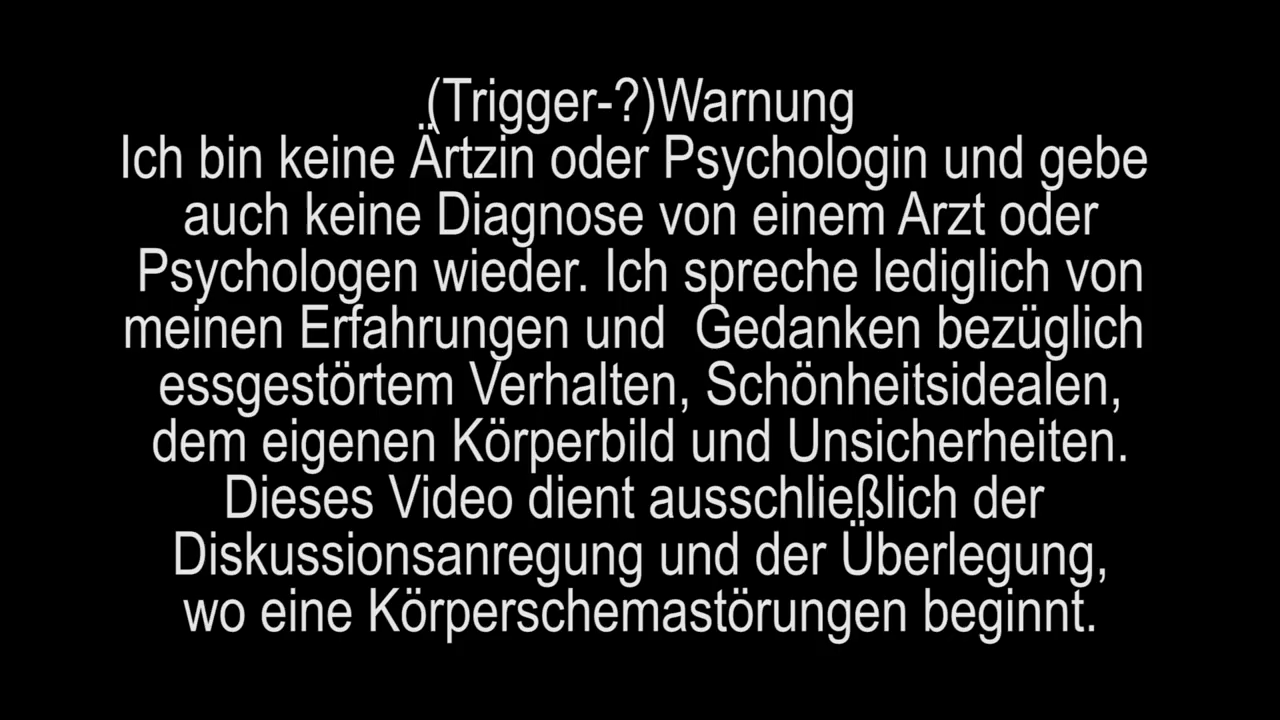 (Trigger-?)Warnung
Ich bin keine Ärtzin oder Psychologin und gebe
auch keine Diagnose von einem Arzt oder
Psychologen wieder. Ich spreche lediglich von
meinen Erfahrungen und  Gedanken bezüglich
essgestörtem Verhalten, Schönheitsidealen,
dem eigenen Körperbild und Unsicherheiten.
Dieses Video dient ausschließlich der
Diskussionsanregung und der Überlegung,
wo eine Körperschemastörungen beginnt.